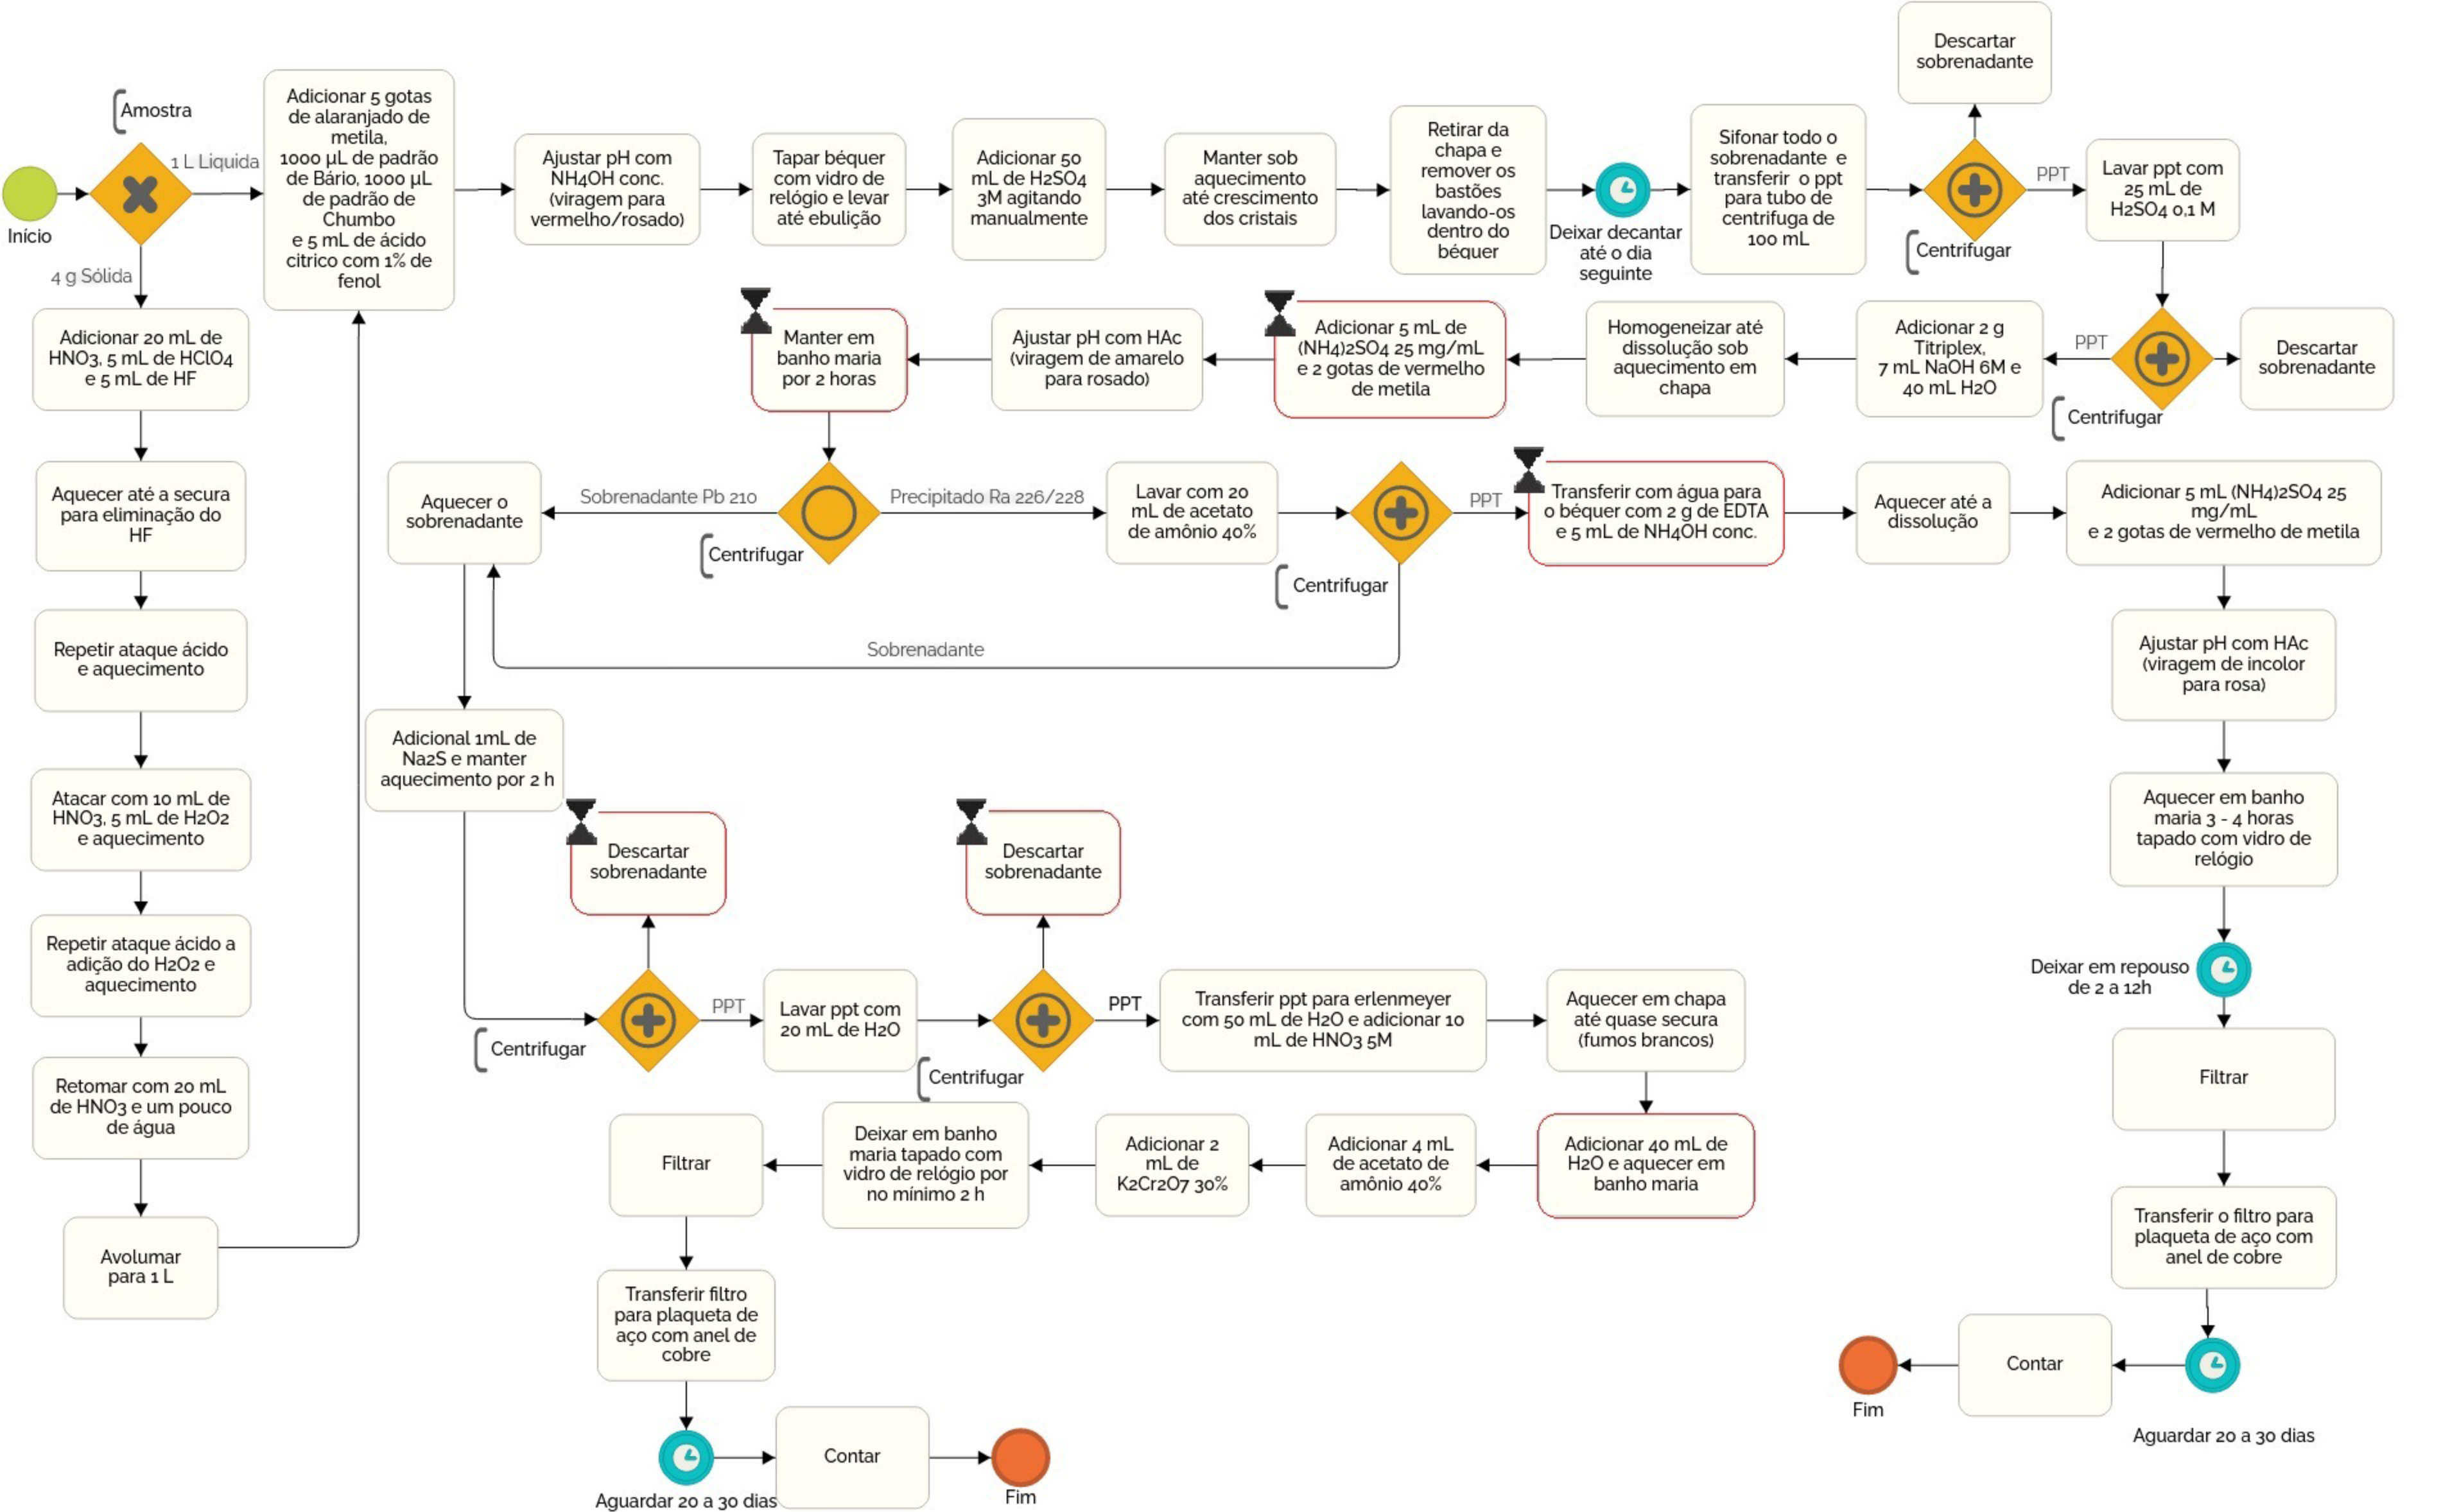 Início
Amostra
1 L Liquida
4 g Sólida
Adicionar 5 gotas
de alaranjado de
metila,
1000 µL de padrão
de Bário, 1000 µL
de padrão de
Chumbo
e 5 mL de ácido
citrico com 1% de
fenol
Ajustar pH com
NH4OH conc.
(viragem para
vermelho/rosado)
Tapar béquer
com vidro de
relógio e levar
até ebulição
Adicionar 50
mL de H2SO4
3M agitando
manualmente
Manter sob
aquecimento
até crescimento
dos cristais
Retirar da
chapa e
remover os
bastões
lavando-os
dentro do
béquer
Deixar decantar
até o dia
seguinte
Sifonar todo o
sobrenadante e
transferir o ppt
para tubo de
centrifuga de
100 mL
Descartar
sobrenadante
Centrifugar
PPT
Lavar ppt com
25 mL de
H2SO4 0,1 M
Descartar
sobrenadante
Centrifugar
PPT
Adicionar 2 g
Titriplex,
7 mL NaOH 6M e
40 mL H2O
Homogeneizar até
dissolução sob
aquecimento em
chapa
Adicionar 5 mL de
(NH4)2SO4 25 mg/mL
e 2 gotas de vermelho
de metila
Ajustar pH com HAc
(viragem de amarelo
para rosado)
Manter em
banho maria
por 2 horas
Adicionar 20 mL de
HNO3, 5 mL de HClO4
e 5 mL de HF
Aquecer até a secura
para eliminação do
HF
Repetir ataque ácido
e aquecimento
Atacar com 10 mL de
HNO3, 5 mL de H2O2
e aquecimento
Repetir ataque ácido a
adição do H2O2 e
aquecimento
Retomar com 20 mL
de HNO3 e um pouco
de água
Avolumar
para 1 L
Aquecer o
sobrenadante
Sobrenadante Pb 210
Centrifugar
Precipitado Ra 226/228
Lavar com 20
mL de acetato
de amônio 40%
Centrifugar
PPT
Sobrenadante
Transferir com água para
o béquer com 2 g de EDTA
e 5 mL de NH4OH conc.
Aquecer até a
dissolução
Adicionar 5 mL (NH4)2SO4 25
mg/mL
e 2 gotas de vermelho de metila
Ajustar pH com HAc
(viragem de incolor
para rosa)
Aquecer em banho
maria 3 - 4 horas
tapado com vidro de
relógio
Deixar em repouso
de 2 a 12h
Filtrar
Transferir o filtro para
plaqueta de aço com
anel de cobre
Aguardar 20 a 30 dias
Contar
Fim
Adicional 1mL de
Na2S e manter
aquecimento por 2 h
Centrifugar
Descartar
sobrenadante
PPT
Lavar ppt com
20 mL de H2O
Centrifugar
Descartar
sobrenadante
PPT
Transferir ppt para erlenmeyer
com 50 mL de H2O e adicionar 10
mL de HNO3 5M
Aquecer em chapa
até quase secura
(fumos brancos)
Adicionar 40 mL de
H2O e aquecer em
banho maria
Adicionar 4 mL
de acetato de
amônio 40%
Adicionar 2
mL de
K2Cr2O7 30%
Deixar em banho
maria tapado com
vidro de relógio por
no mínimo 2 h
Filtrar
Transferir filtro
para plaqueta de
aço com anel de
cobre
Aguardar 20 a 30 dias
Contar
Fim